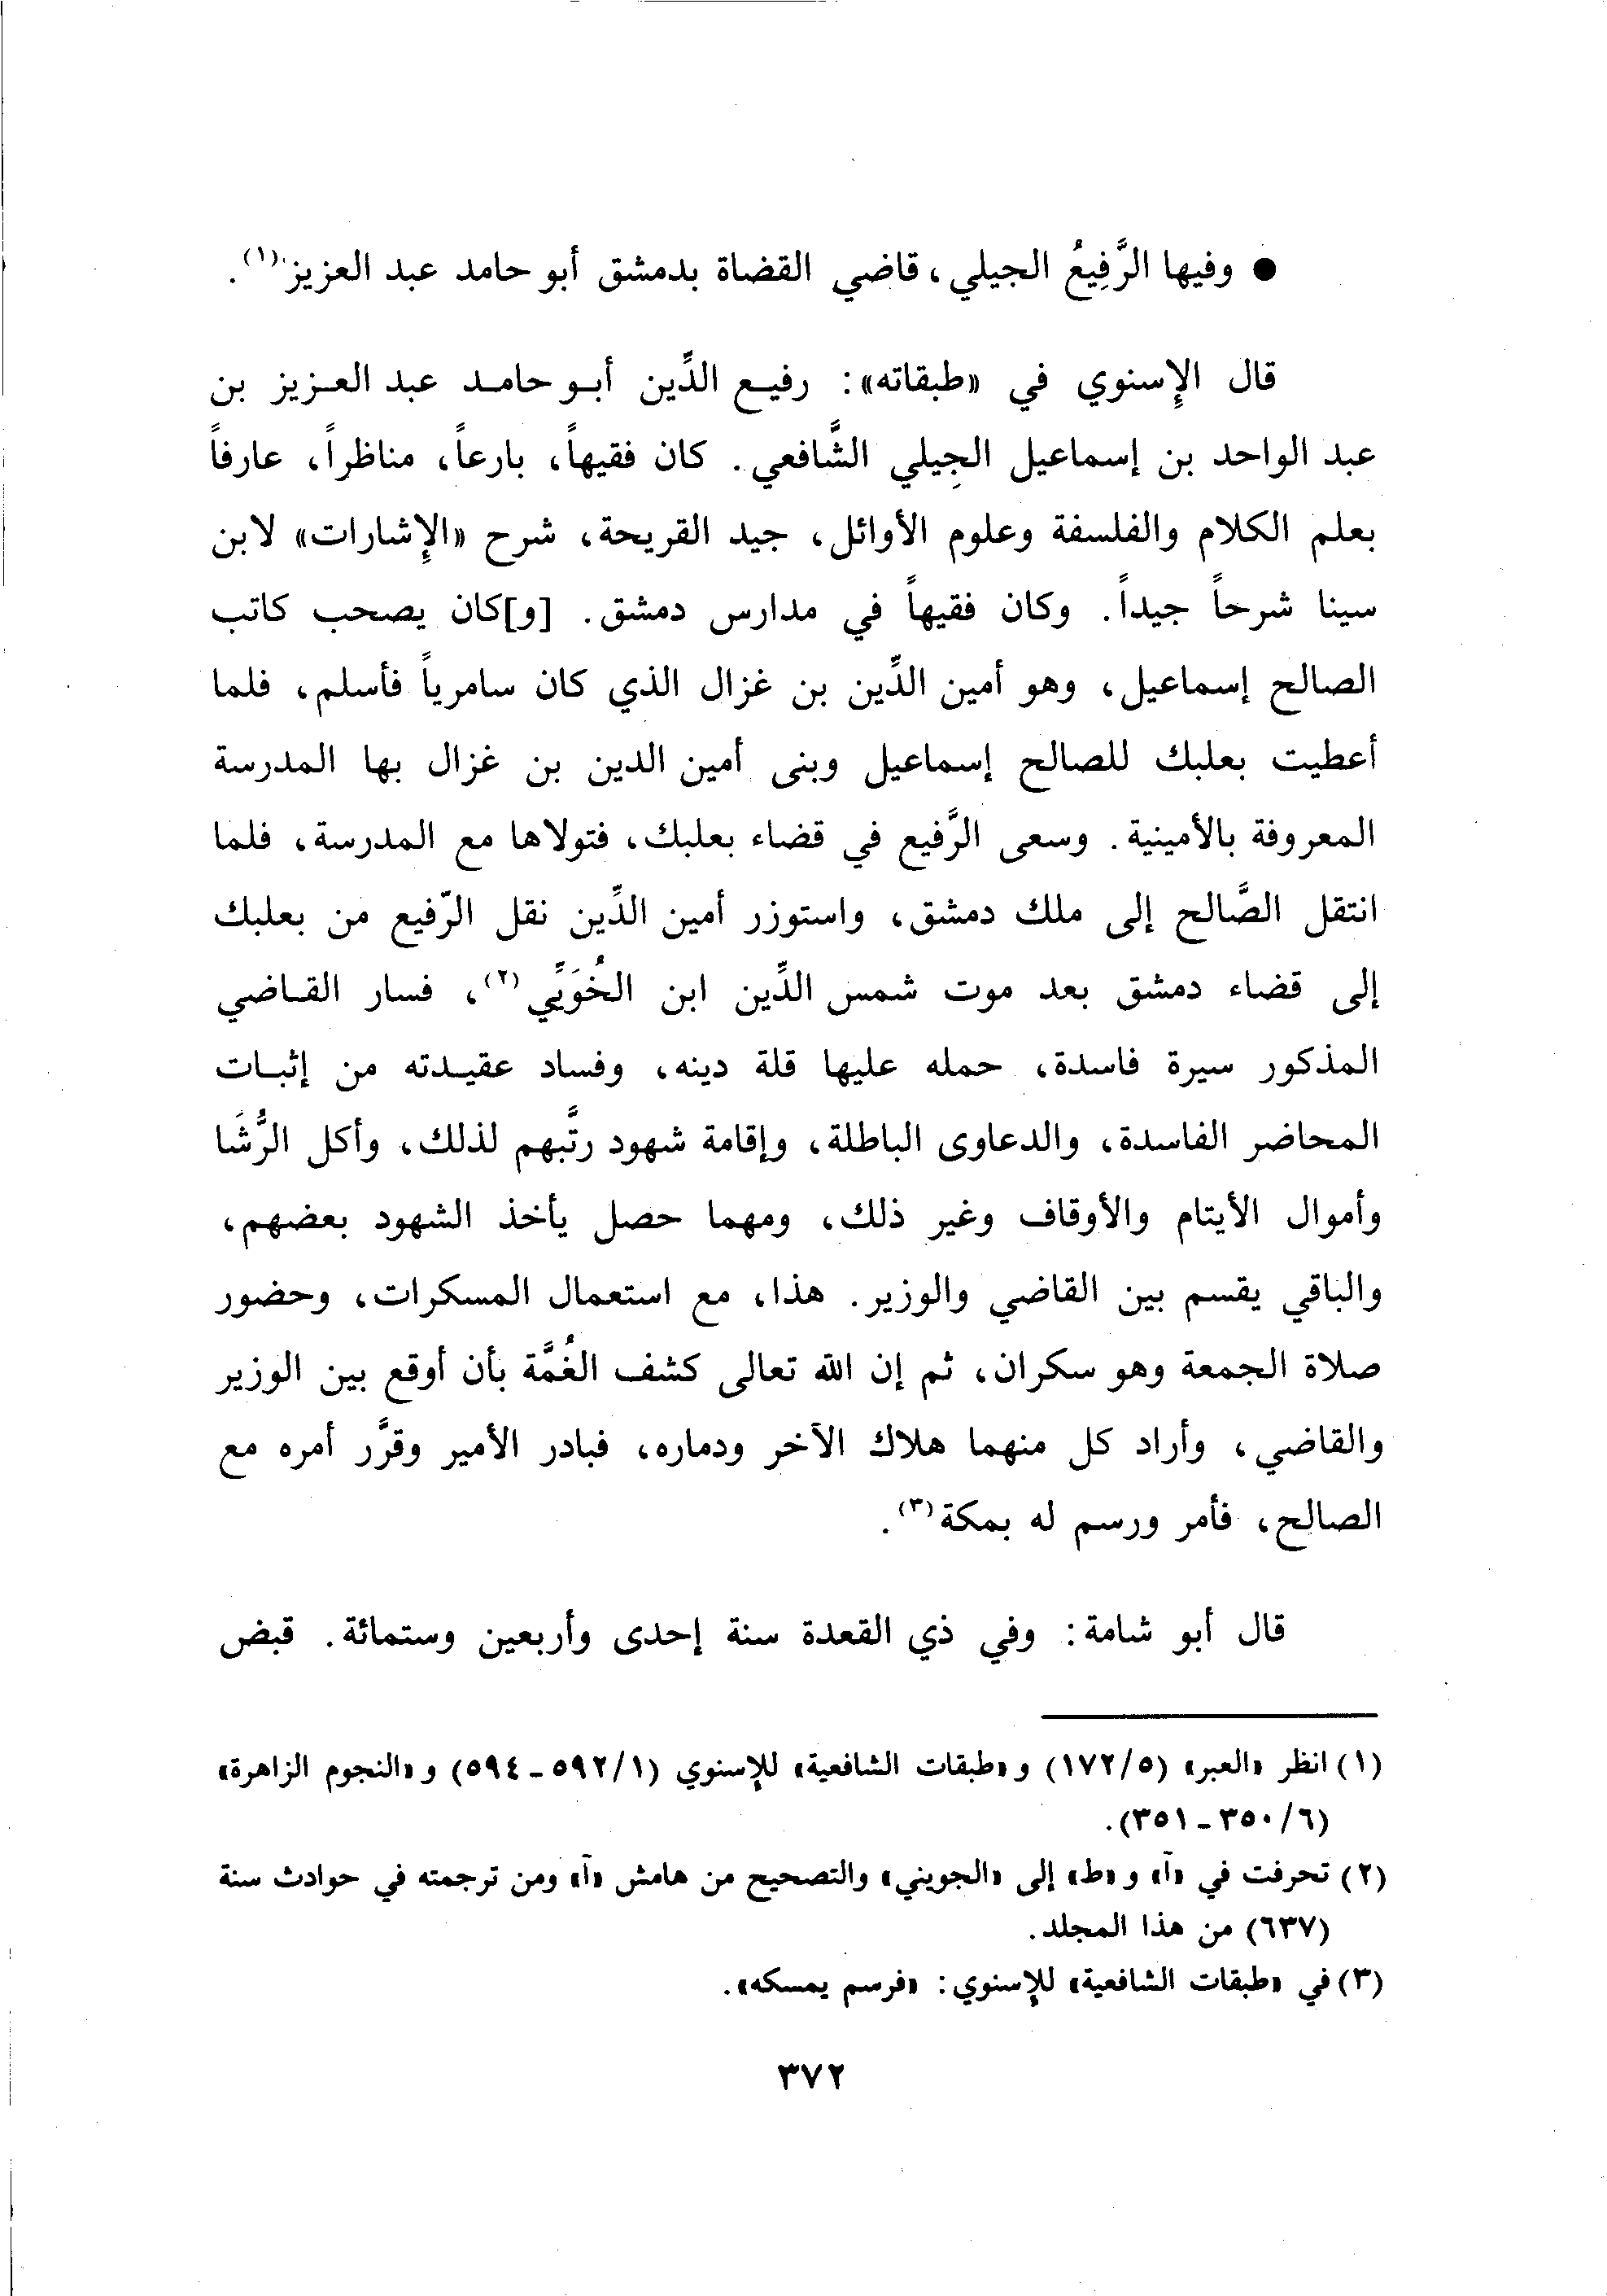 ● وفيها الرَّفِيعُ الجيلي، قاضي القضاة بدمشق أبو حامد عبد العزيز(١).
قال الإِسنوي في «طبقاته»: رفيع الدِّين أبو حامد عبد العزيز بن
عبد الواحد بن إسماعيل الجِيلي الشَّافعي. كان فقيهاً، بارعاً، مناظراً، عارفاً
بعلم الكلام والفلسفة وعلوم الأوائل، جيد القريحة، شرح «الإِشارات» لابن
سينا شرحاً جيداً. وكان فقيهاً في مدارس دمشق. [و]كان يصحب كاتب
الصالح إسماعيل، وهو أمين الدِّين بن غزال الذي كان سامرياً فأسلم، فلما
أعطيت بعلبك للصالح إسماعيل وبنى أمين الدين بن غزال بها المدرسة
المعروفة بالأمينية. وسعى الرَّفيع في قضاء بعلبك، فتولاها مع المدرسة، فلما
انتقل الصَّالح إلى ملك دمشق، واستوزر أمين الدِّين نقل الرّفيع من بعلبك
إلى قضاء دمشق بعد موت شمس الدِّين ابن الخُوَيِّي(٢)، فسار القاضي
المذكور سيرة فاسدة، حمله عليها قلة دينه، وفساد عقيدته من إثبات
المحاضر الفاسدة، والدعاوى الباطلة، وإقامة شهود رتَّبهم لذلك، وأكل الرُّشَا
وأموال الأيتام والأوقاف وغير ذلك، ومهما حصل يأخذ الشهود بعضهم،
والباقي يقسم بين القاضي والوزير. هذا، مع استعمال المسكرات، وحضور
صلاة الجمعة وهو سكران، ثم إن الله تعالى كشف الغُمَّة بأن أوقع بين الوزير
والقاضي، وأراد كل منهما هلاك الآخر ودماره، فبادر الأمير وقرَّر أمره مع
الصالح، فأمر ورسم له بمكة(٣).
قال أبو شامة: وفي ذي القعدة سنة إحدى وأربعين وستمائة. قبض
(١) انظر «العبر» (٥/ ١٧٢) و«طبقات الشافعية» للإسنوي (١/ ٥٩٢ ـ ٥٩٤) و«النجوم الزاهرة»
(٦/ ٣٥٠ ـ ٣٥١).
(٢) تحرفت في «آ» و«ط» إلى «الجويني» والتصحيح من هامش «آ» ومن ترجمته في حوادث سنة
(٦٣٧) من هذا المجلد.
(٣) في «طبقات الشافعية» للإسنوي: «فرسم يمسكه».
٣٧٢